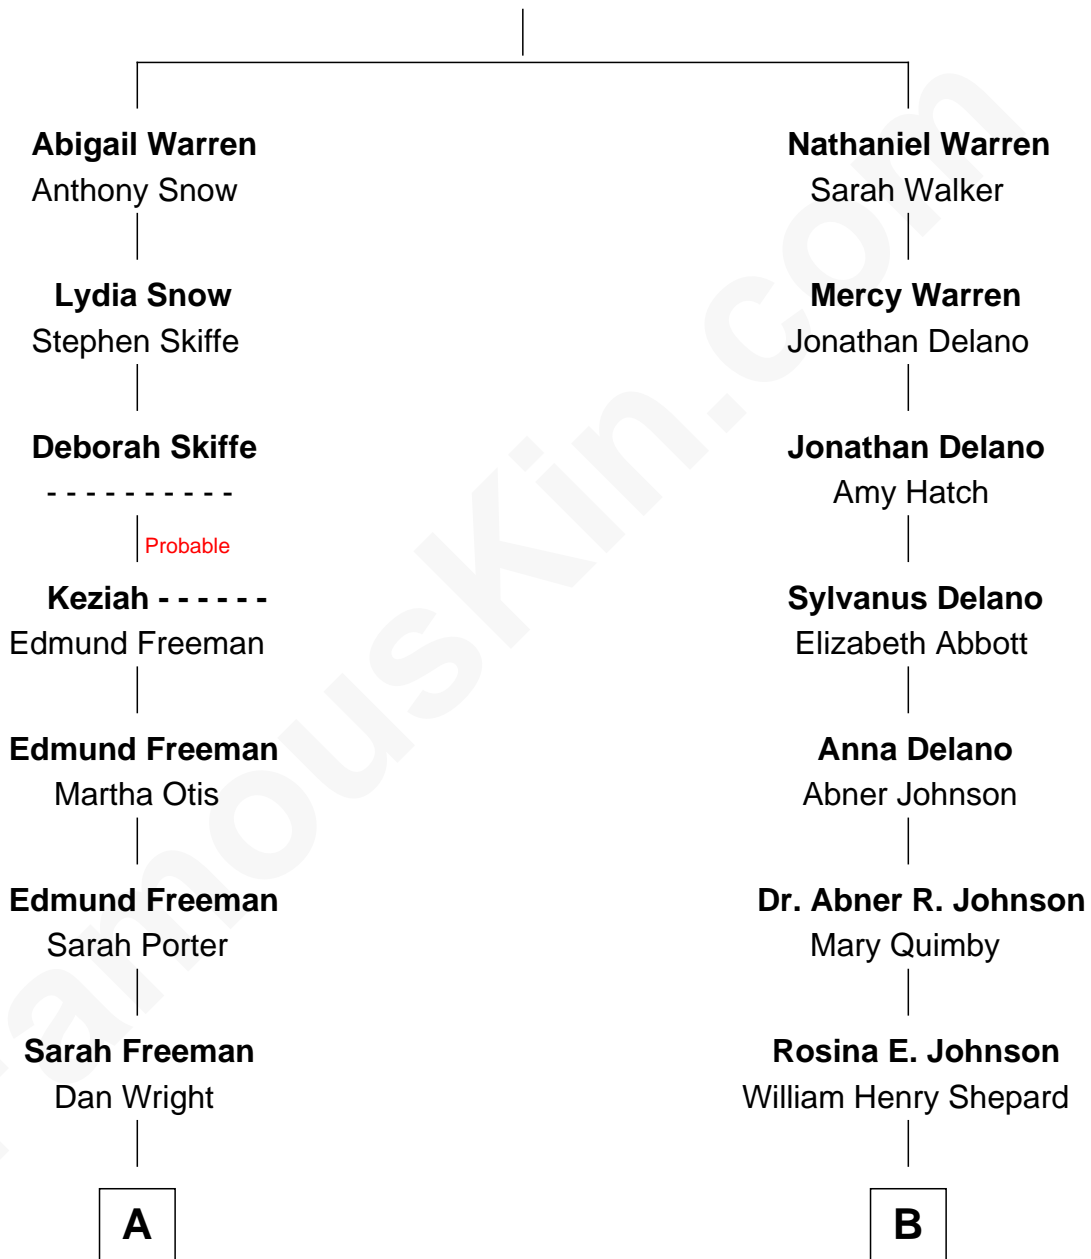 Abigail Warren
Anthony Snow
Nathaniel Warren
Sarah Walker
Lydia Snow
Stephen Skiffe
Mercy Warren
Jonathan Delano
Deborah Skiffe
- - - - - - - - - -
Jonathan Delano
Amy Hatch
Probable
Keziah - - - - - -
Edmund Freeman
Sylvanus Delano
Elizabeth Abbott
Edmund Freeman
Martha Otis
Anna Delano
Abner Johnson
Edmund Freeman
Sarah Porter
Dr. Abner R. Johnson
Mary Quimby
Sarah Freeman
Dan Wright
Rosina E. Johnson
William Henry Shepard
A
B
FamousKin.com